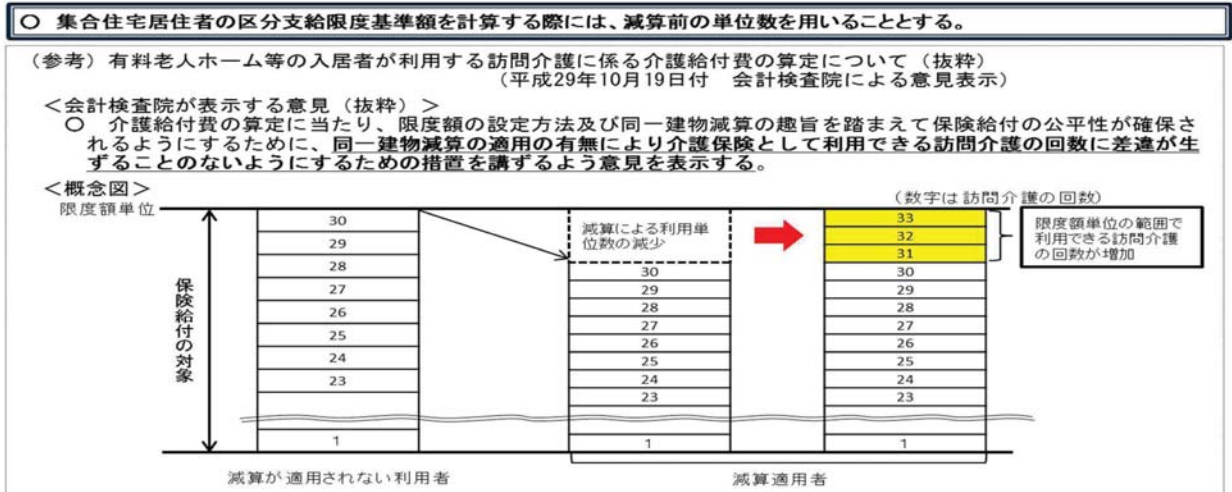 ○ 集合住宅居住者の区分支給限度基準額を計算する際には、減算前の単位数を用いることとする。
(参考)有料老人ホーム等の入居者が利用する訪問介護に係る介護給付費の算定について(抜粋)
(平成29年10月19日付 会計検査院による意見表示)
<会計検査院が表示する意見(抜粋)>
○ 介護給付費の算定に当たり、限度額の設定方法及び同一建物減算の趣旨を踏まえて保険給付の公平性が確保さ
れるようにするために、同一建物減算の適用の有無により介護保険として利用できる訪問介護の回数に差違が生
ずることのないようにするための措置を講ずるよう意見を表示する。
<概念図>
(数字は訪問介護の回数)
限度額単位
保険給付の対象
30
29
28
27
26
25
24
23
1
減算による利用単
位数の減少
30
29
28
27
26
25
24
23
1
33
32
31
30
29
28
27
26
25
24
23
1
限度額単位の範囲で
利用できる訪問介護
の回数が増加
減算が適用されない利用者
減算適用者